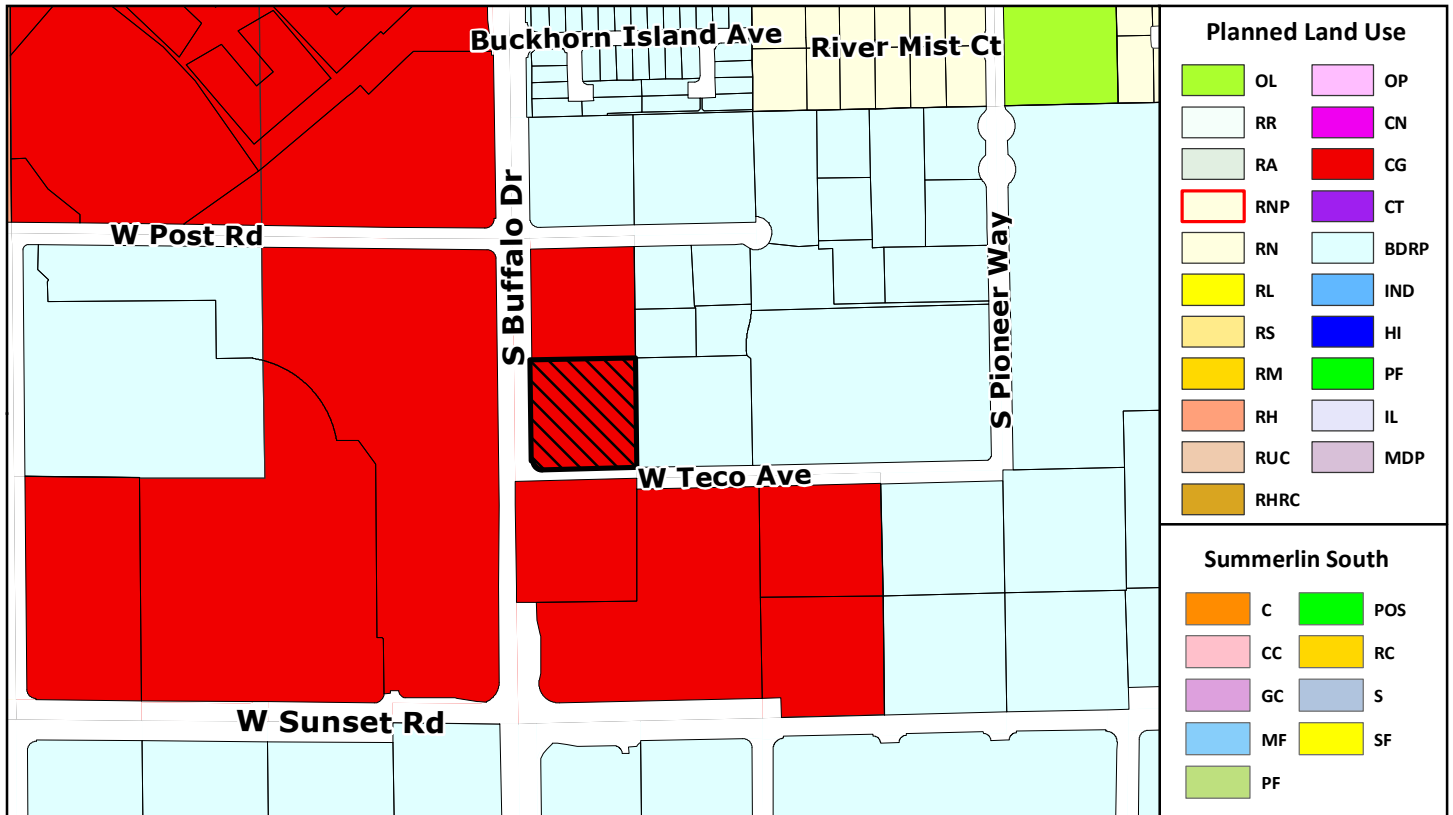 Buckhorn Island Ave
River Mist Ct
W Post Rd
S Buffalo Dr
S Pioneer Way
W Teco Ave
W Sunset Rd
Planned Land Use
OL OP
RR CN
RA CG
RNP CT
RN BDRP
RL IND
RS HI
RM PF
RH IL
RUC MDP
RHRC
Summerlin South
C POS
CC RC
GC S
MF SF
PF